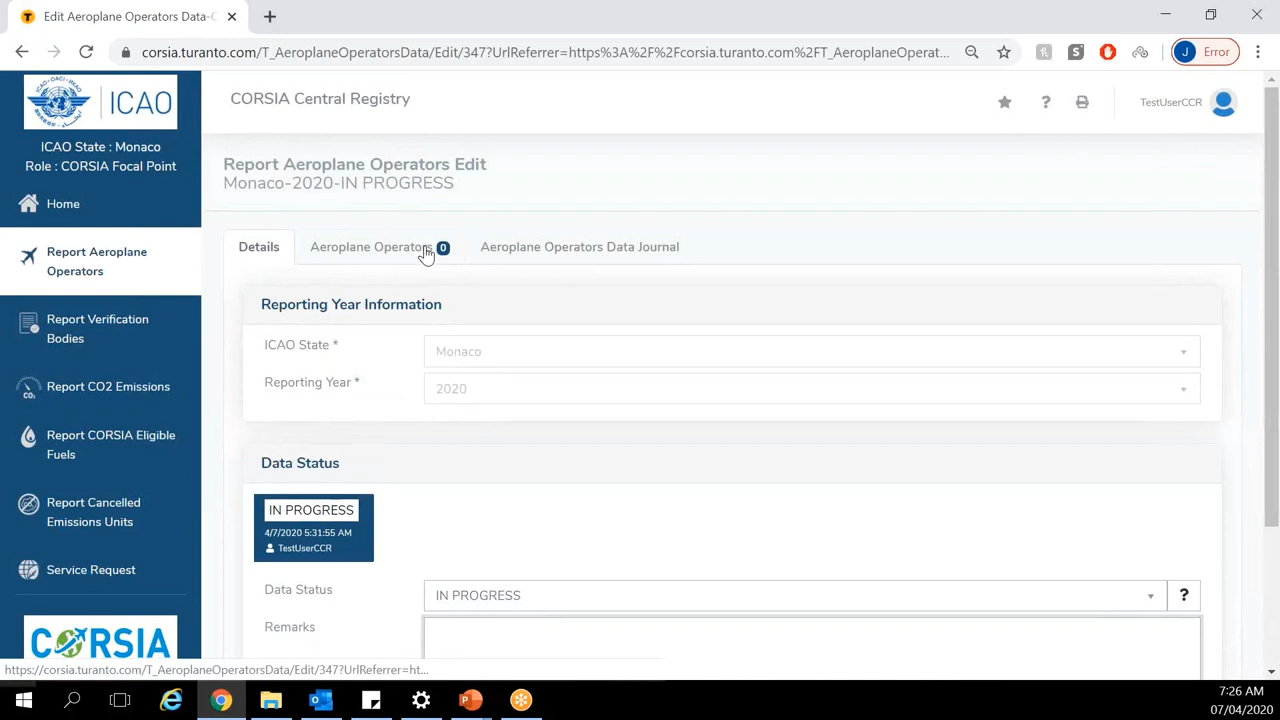 Edit Aeroplane Operators Data-C
corsia.turanto.com/T_AeroplaneOperatorsData/Edit/347?UrlReferrer=https%3A%2F%2Fcorsia.turanto.com%2FT_AeroplaneOperat...
J Error
ICAO
CORSIA Central Registry
TestUserCCR
ICAO State : Monaco
Role : CORSIA Focal Point
Home
Report Aeroplane
Operators
Report Verification
Bodies
Report CO2 Emissions
Report CORSIA Eligible
Fuels
Report Cancelled
Emissions Units
Service Request
CORSIA
Report Aeroplane Operators Edit
Monaco-2020-IN PROGRESS
Details
Aeroplane Operators 0
Aeroplane Operators Data Journal
Reporting Year Information
ICAO State * Monaco
Reporting Year * 2020
Data Status
IN PROGRESS
4/7/2020 5:31:55 AM
TestUserCCR
Data Status IN PROGRESS ?
Remarks
https://corsia.turanto.com/T_AeroplaneOperatorsData/Edit/347?UrlReferrer=ht...
7:26 AM
07/04/2020